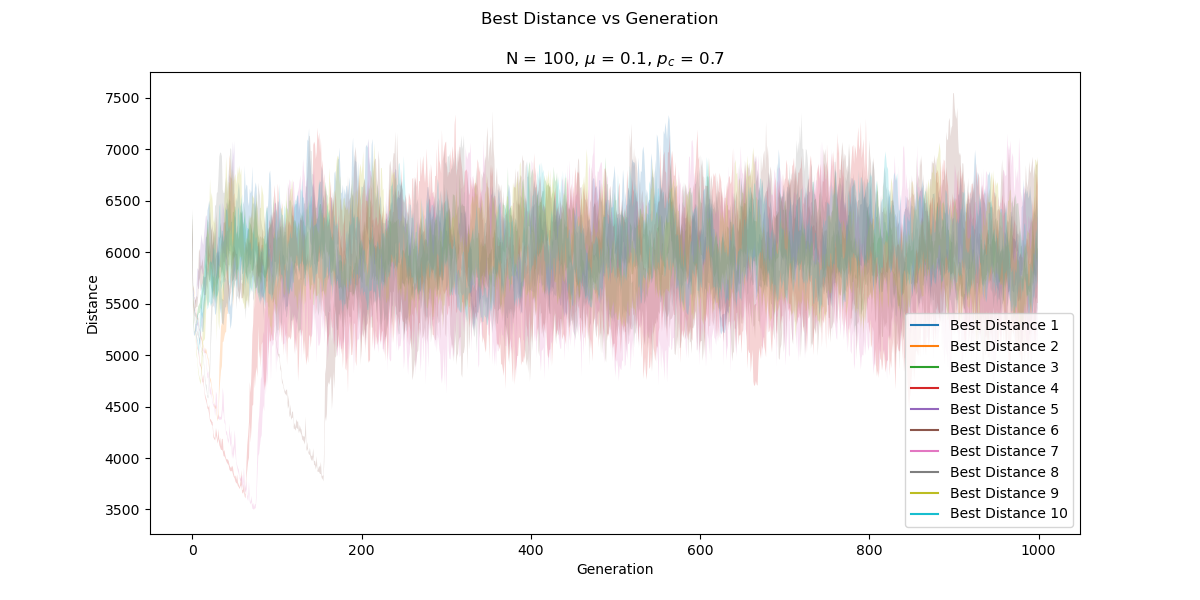 Best Distance vs Generation
N = 100, μ = 0.1, p_c = 0.7
7500
7000
6500
6000
5500
5000
4500
4000
3500
Distance
0 200 400 600 800 1000
Generation
Best Distance 1
Best Distance 2
Best Distance 3
Best Distance 4
Best Distance 5
Best Distance 6
Best Distance 7
Best Distance 8
Best Distance 9
Best Distance 10